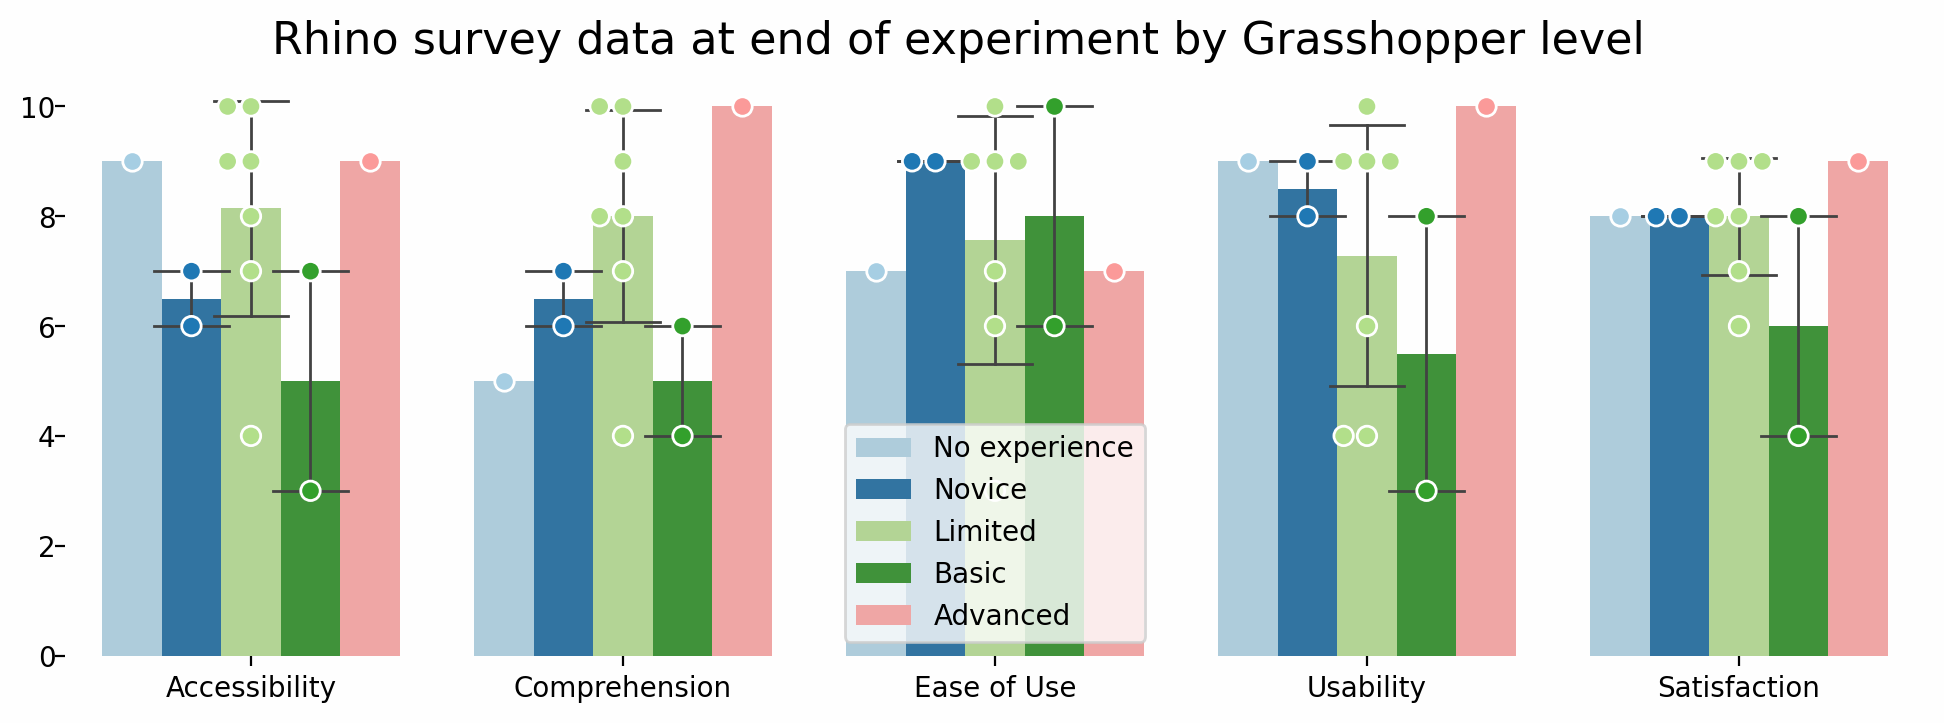 Rhino survey data at end of experiment by Grasshopper level
10
8
6
4
2
0
No experience
Novice
Limited
Basic
Advanced
Accessibility
Comprehension
Ease of Use
Usability
Satisfaction